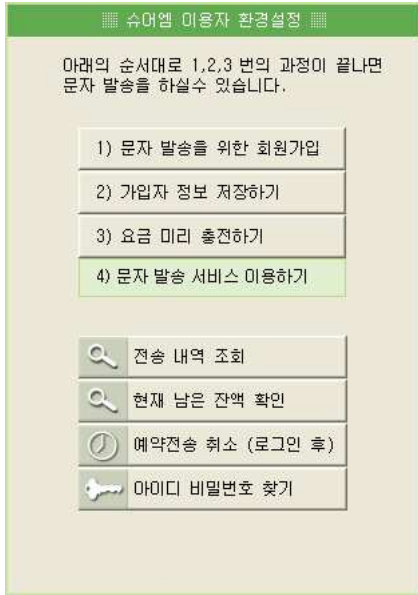 슈어엠 이용자 환경설정
아래의 순서대로 1,2,3 번의 과정이 끝나면
문자 발송을 하실수 있습니다.
1) 문자 발송을 위한 회원가입
2) 가입자 정보 저장하기
3) 요금 미리 충전하기
4) 문자 발송 서비스 이용하기
전송 내역 조회
현재 남은 잔액 확인
예약전송 취소 (로그인 후)
아이디 비밀번호 찾기